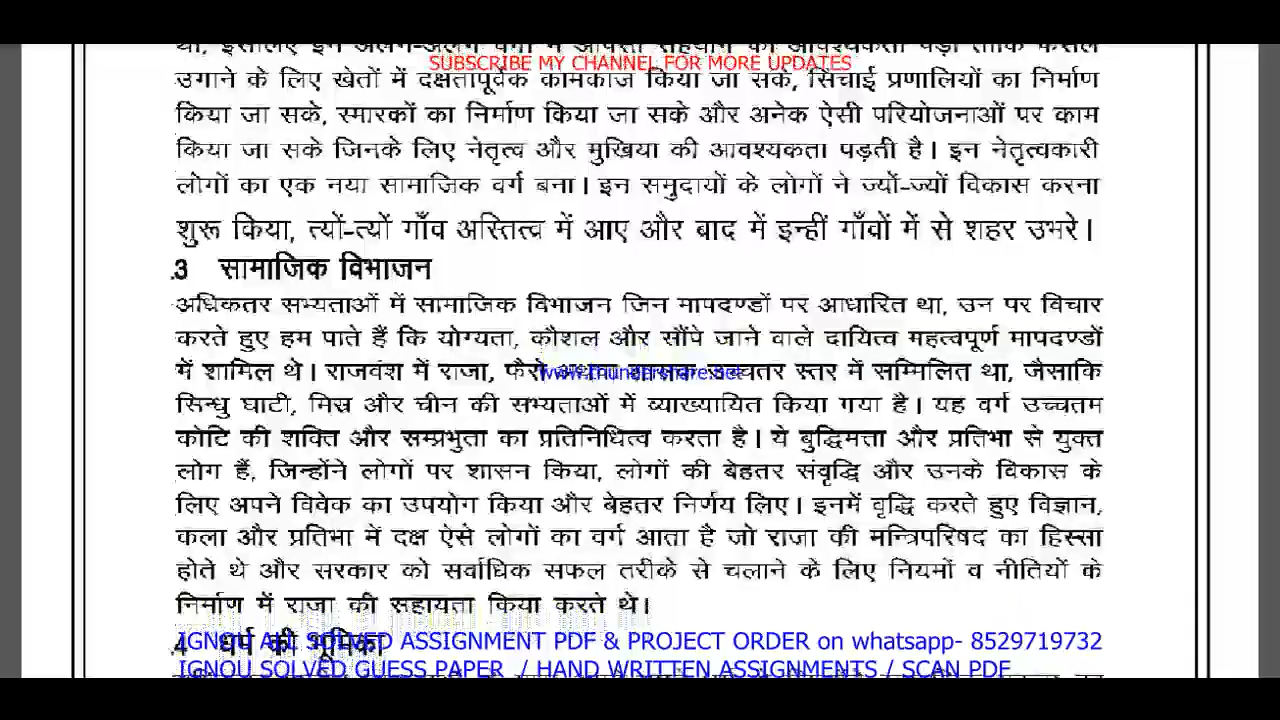 SUBSCRIBE MY CHANNEL FOR MORE UPDATES
उगाने के लिए खेतों में दक्षतापूर्वक कामकाज किया जा सके, सिंचाई प्रणालियों का निर्माण
किया जा सके, स्मारकों का निर्माण किया जा सके और अनेक ऐसी परियोजनाओं पर काम
किया जा सके जिनके लिए नेतृत्व और मुखिया की आवश्यकता पड़ती है। इन नेतृत्वकारी
लोगों का एक नया सामाजिक वर्ग बना। इन समुदायों के लोगों ने ज्यों-ज्यों विकास करना
शुरू किया, त्यों-त्यों गाँव अस्तित्व में आए और बाद में इन्हीं गाँवों में से शहर उभरे।
.3 सामाजिक विभाजन
अधिकतर सभ्यताओं में सामाजिक विभाजन जिन मापदण्डों पर आधारित था, उन पर विचार
करते हुए हम पाते हैं कि योग्यता, कौशल और सौंपे जाने वाले दायित्व महत्वपूर्ण मापदण्डों
में शामिल थे। राजवंश में राजा, फैरो उच्चतर स्तर में सम्मिलित था, जैसाकि
www.thundershare.net
सिन्धु घाटी, मिस्र और चीन की सभ्यताओं में व्याख्यायित किया गया है। यह वर्ग उच्चतम
कोटि की शक्ति और सम्प्रभुता का प्रतिनिधित्व करता है। ये बुद्धिमत्ता और प्रतिभा से युक्त
लोग हैं, जिन्होंने लोगों पर शासन किया, लोगों की बेहतर संवृद्धि और उनके विकास के
लिए अपने विवेक का उपयोग किया और बेहतर निर्णय लिए। इनमें वृद्धि करते हुए विज्ञान,
कला और प्रतिभा में दक्ष ऐसे लोगों का वर्ग आता है जो राजा की मन्त्रिपरिषद का हिस्सा
होते थे और सरकार को सर्वाधिक सफल तरीके से चलाने के लिए नियमों व नीतियों के
निर्माण में राजा की सहायता किया करते थे।
.4 धर्म की भूमिका
IGNOU ALL SOLVED ASSIGNMENT PDF & PROJECT ORDER on whatsapp- 8529719732
IGNOU SOLVED GUESS PAPER / HAND WRITTEN ASSIGNMENTS / SCAN PDF